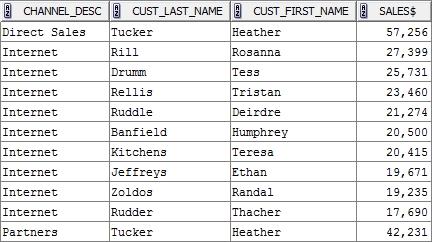 CHANNEL_DESC CUST_LAST_NAME CUST_FIRST_NAME SALES$
Direct Sales Tucker Heather 57,256
Internet Rill Rosanna 27,399
Internet Drumm Tess 25,731
Internet Rellis Tristan 23,460
Internet Ruddle Deirdre 21,274
Internet Banfield Humphrey 20,500
Internet Kitchens Teresa 20,415
Internet Jeffreys Ethan 19,671
Internet Zoldos Randal 19,235
Internet Rudder Thacher 17,690
Partners Tucker Heather 42,231